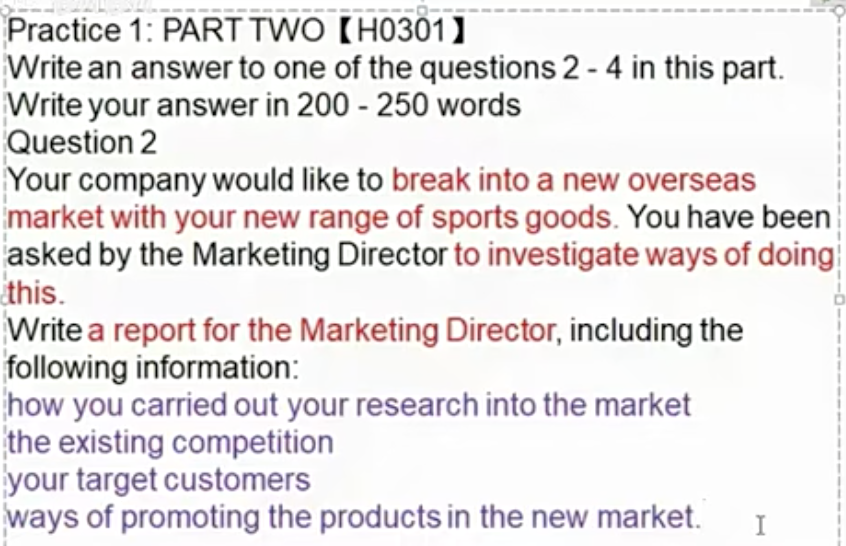 Practice 1: PART TWO【H0301】
Write an answer to one of the questions 2 - 4 in this part.
Write your answer in 200 - 250 words
Question 2
Your company would like to break into a new overseas
market with your new range of sports goods. You have been
asked by the Marketing Director to investigate ways of doing
this.
Write a report for the Marketing Director, including the
following information:
how you carried out your research into the market
the existing competition
your target customers
ways of promoting the products in the new market.